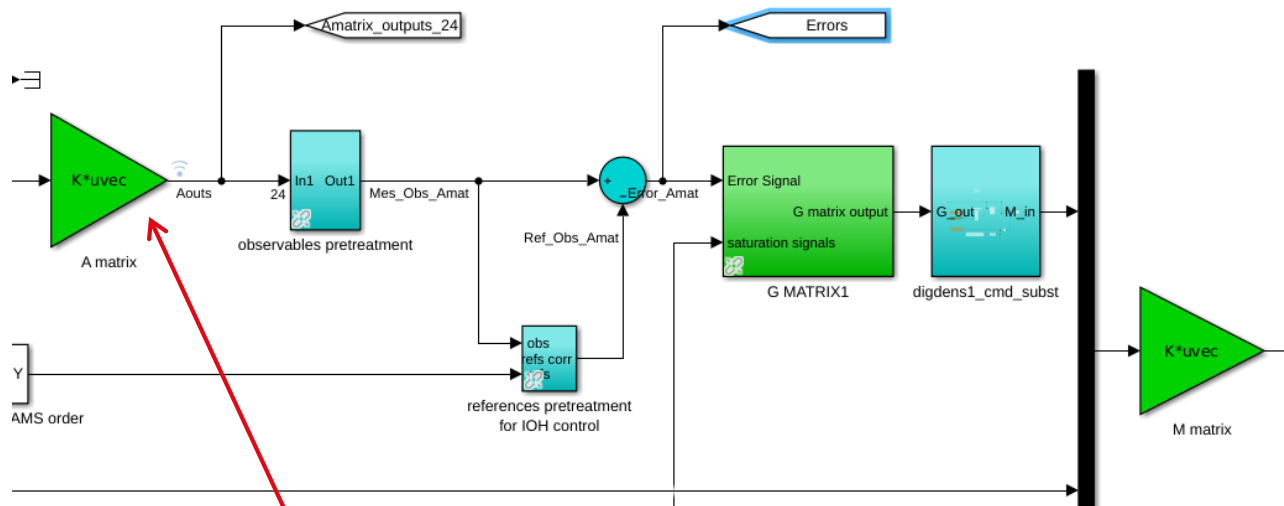 Amatrix_outputs_24
Errors
K*uvec
Aouts
24
In1 Out1
Mes_Obs_Amat
+
_
Error_Amat
Error Signal
G matrix output
saturation signals
G_out M_in
observables pretreatment
A matrix
Ref_Obs_Amat
G MATRIX1
digdens1_cmd_subst
K*uvec
M matrix
obs
refs corr
Y
AMS order
references pretreatment
for IOH control